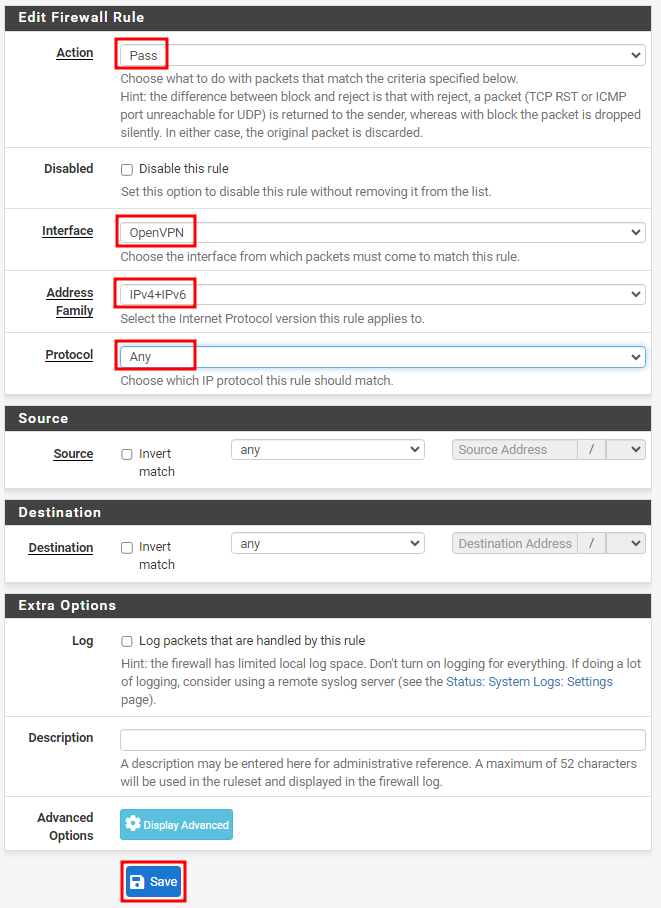 Edit Firewall Rule
Action
Pass
Choose what to do with packets that match the criteria specified below.
Hint: the difference between block and reject is that with reject, a packet (TCP RST or ICMP
port unreachable for UDP) is returned to the sender, whereas with block the packet is dropped
silently. In either case, the original packet is discarded.
Disabled
Disable this rule
Set this option to disable this rule without removing it from the list.
Interface
OpenVPN
Choose the interface from which packets must come to match this rule.
Address
Family
IPv4+IPv6
Select the Internet Protocol version this rule applies to.
Protocol
Any
Choose which IP protocol this rule should match.
Source
Source
Invert
match
any
Source Address
/
Destination
Destination
Invert
match
any
Destination Address
/
Extra Options
Log
Log packets that are handled by this rule
Hint: the firewall has limited local log space. Don't turn on logging for everything. If doing a lot
of logging, consider using a remote syslog server (see the Status: System Logs: Settings
page).
Description
A description may be entered here for administrative reference. A maximum of 52 characters
will be used in the ruleset and displayed in the firewall log.
Advanced
Options
Display Advanced
Save